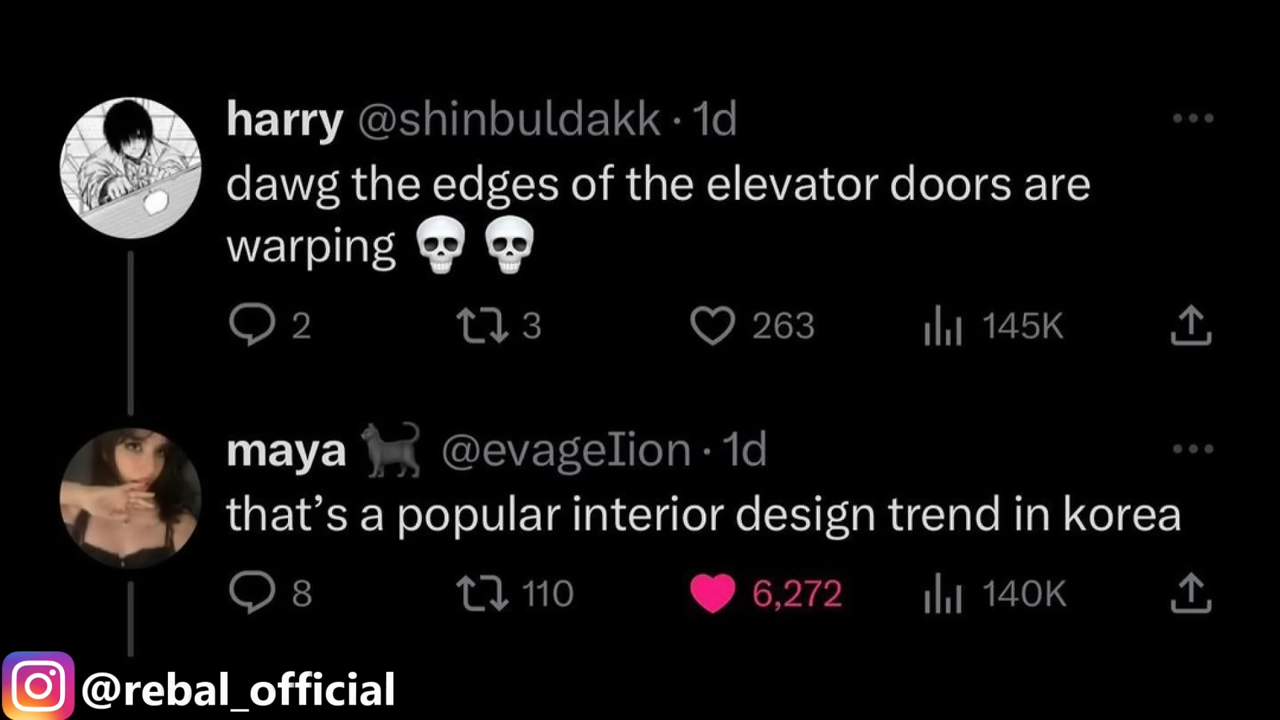 harry @shinbuldakk · 1d
dawg the edges of the elevator doors are
warping 💀 💀
2 3 263 145K
maya 🐈‍⬛ @evageIion · 1d
that’s a popular interior design trend in korea
8 110 6,272 140K
@rebal_official